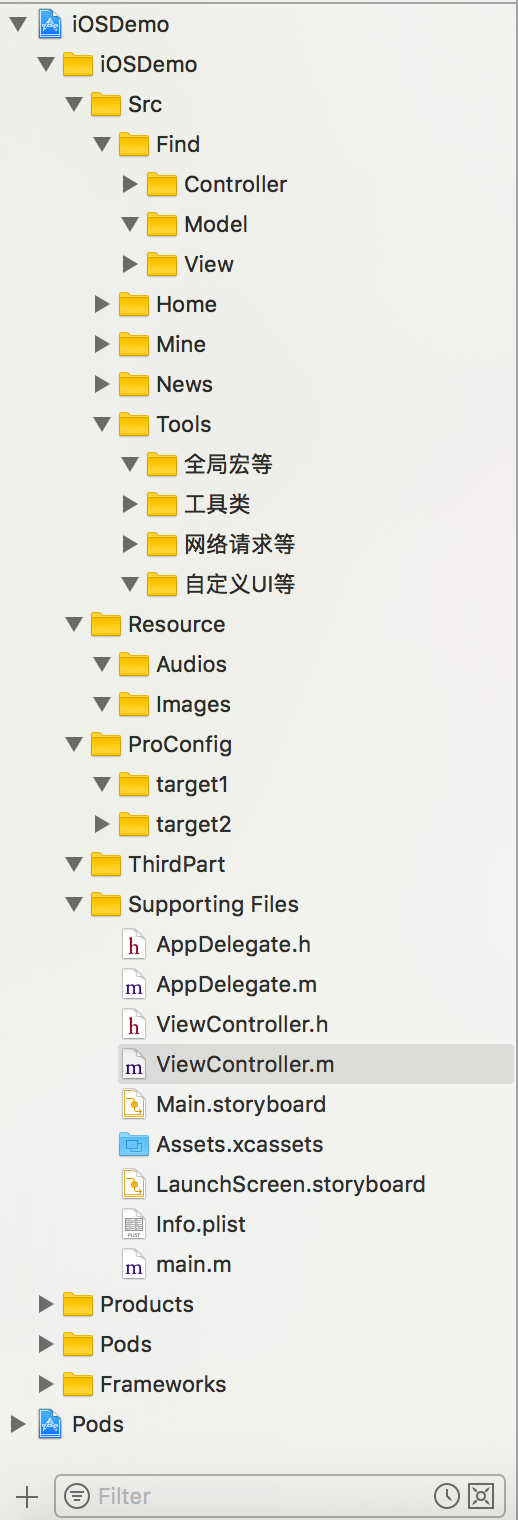 iOSDemo
iOSDemo
Src
Find
Controller
Model
View
Home
Mine
News
Tools
全局宏等
工具类
网络请求等
自定义UI等
Resource
Audios
Images
ProConfig
target1
target2
ThirdPart
Supporting Files
h AppDelegate.h
m AppDelegate.m
h ViewController.h
m ViewController.m
Main.storyboard
Assets.xcassets
LaunchScreen.storyboard
PLIST Info.plist
m main.m
Products
Pods
Frameworks
Pods
Filter